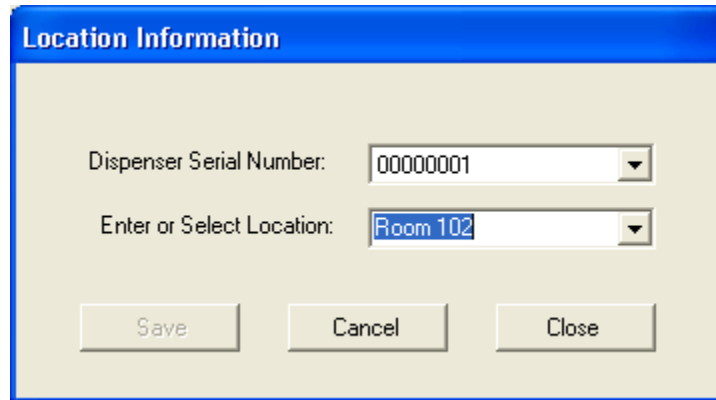 Location Information
Dispenser Serial Number: 00000001
Enter or Select Location: Room 102
Save Cancel Close